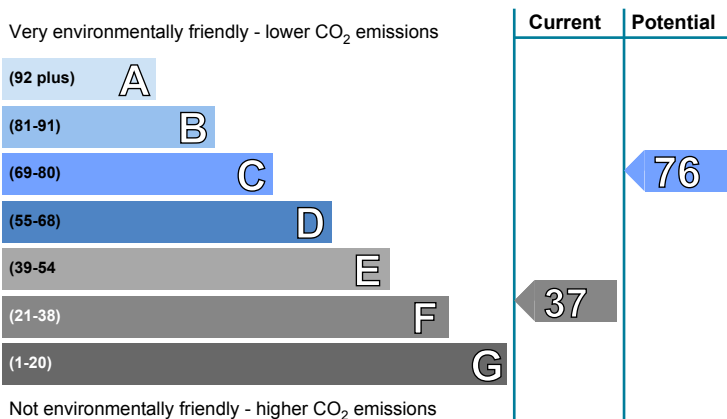 Current Potential
Very environmentally friendly - lower CO2 emissions
(92 plus) A
(81-91) B
(69-80) C
76
(55-68) D
(39-54 E
37
(21-38) F
(1-20) G
Not environmentally friendly - higher CO2 emissions